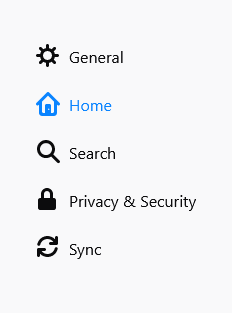 General
Home
Search
Privacy & Security
Sync